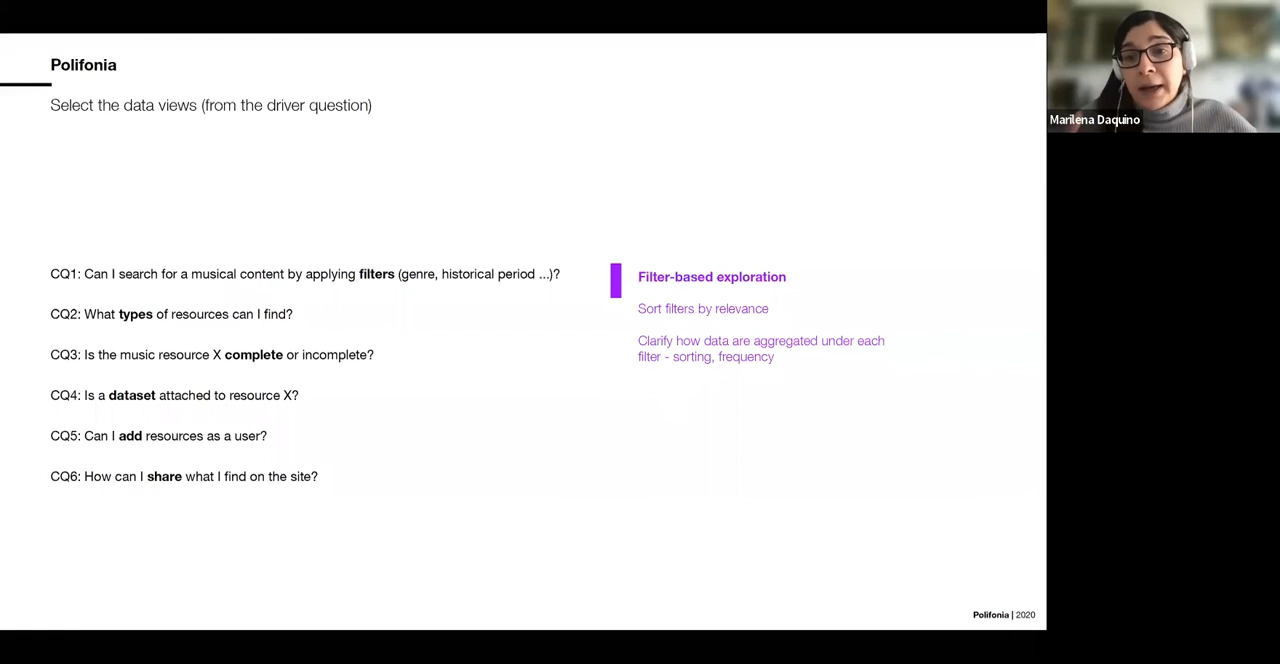 Polifonia
Select the data views (from the driver question)
CQ1: Can I search for a musical content by applying filters (genre, historical period ...)?
CQ2: What types of resources can I find?
CQ3: Is the music resource X complete or incomplete?
CQ4: Is a dataset attached to resource X?
CQ5: Can I add resources as a user?
CQ6: How can I share what I find on the site?
Filter-based exploration
Sort filters by relevance
Clarify how data are aggregated under each
filter - sorting, frequency
Polifonia | 2020
Marilena Daquino